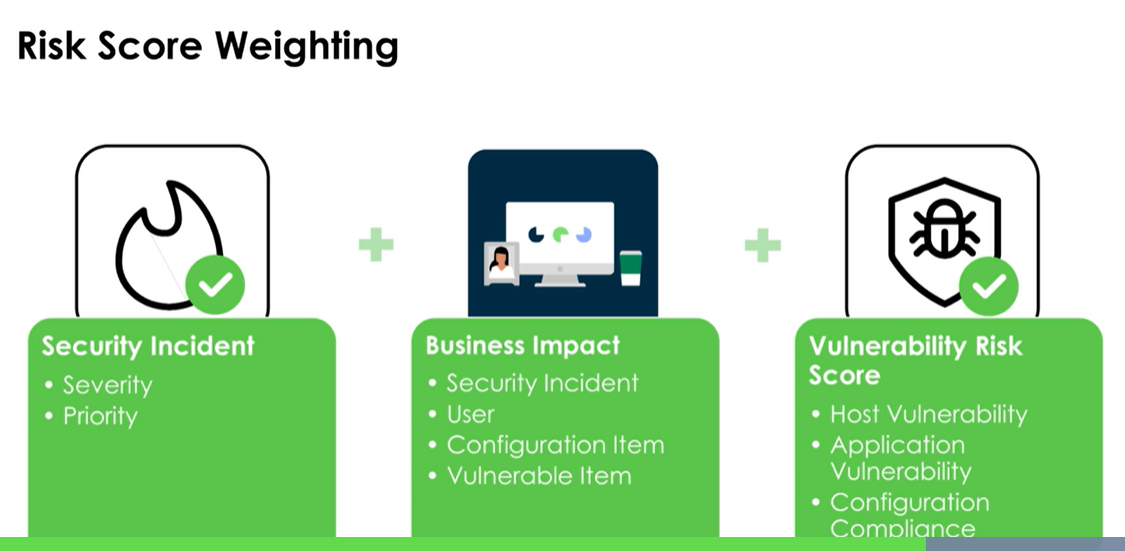 Risk Score Weighting
Security Incident
• Severity
• Priority
Business Impact
• Security Incident
• User
• Configuration Item
• Vulnerable Item
Vulnerability Risk
Score
• Host Vulnerability
• Application
Vulnerability
• Configuration
Compliance